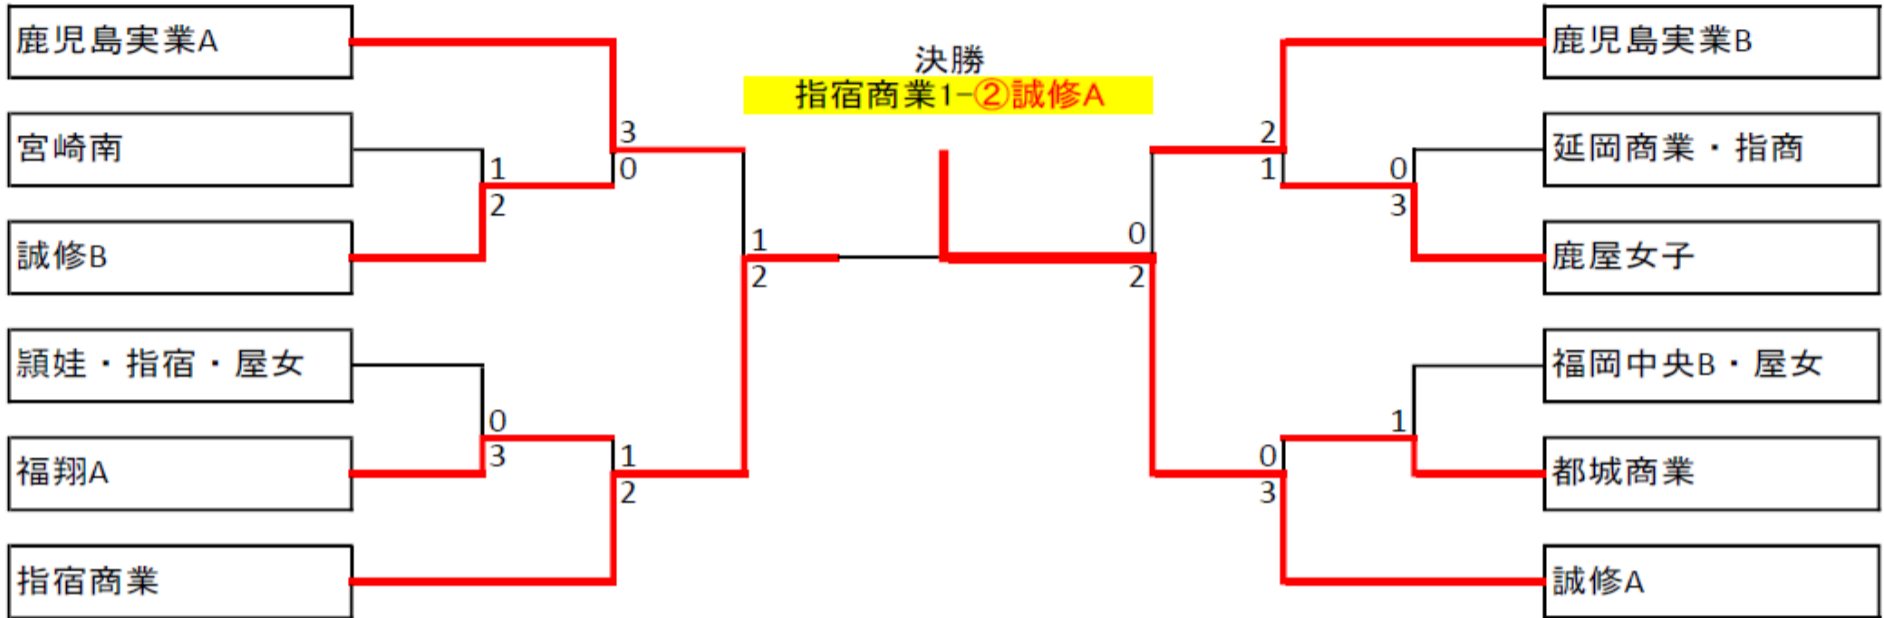 鹿児島実業A
宮崎南
誠修B
頴娃・指宿・屋女
福翔A
指宿商業
3
0
1
2
0
3
1
2
1
2
決勝
指宿商業1-②誠修A
0
2
2
1
0
3
1
0
3
鹿児島実業B
延岡商業・指商
鹿屋女子
福岡中央B・屋女
都城商業
誠修A